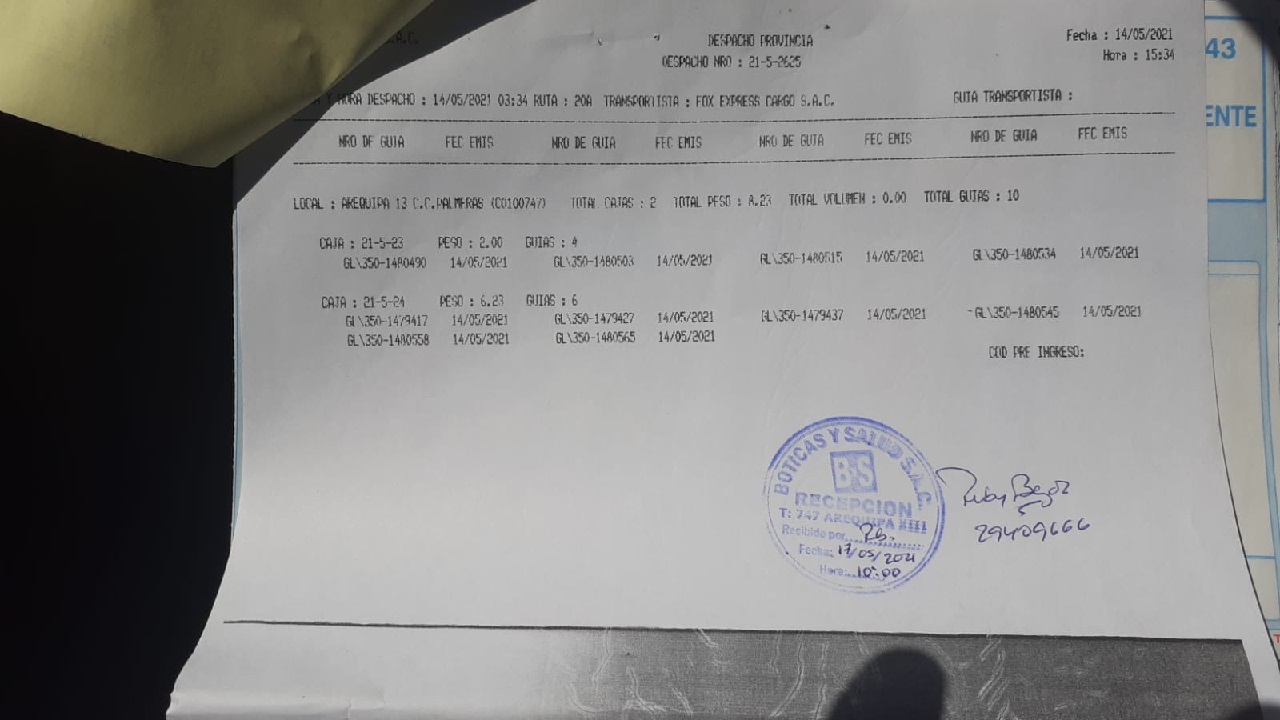 S.A.C.
DESPACHO PROVINCIA
DESPACHO NRO : 21-5-2625
Fecha : 14/05/2021
Hora : 15:34
43
ENTE
Y HORA DESPACHO : 14/05/2021 03:34 RUTA : 20A TRANSPORTISTA : FOX EXPRESS CARGO S.A.C. GUIA TRANSPORTISTA :
NRO DE GUIA FEC EMIS NRO DE GUIA FEC EMIS NRO DE GUIA FEC EMIS NRO DE GUIA FEC EMIS
LOCAL : AREQUIPA 13 C.C.PALMERAS (C0100747) TOTAL CAJAS : 2 TOTAL PESO : 8.23 TOTAL VOLUMEN : 0.00 TOTAL GUIAS : 10
CAJA : 21-5-23 PESO : 2.00 GUIAS : 4
GL\350-1480490 14/05/2021 GL\350-1480503 14/05/2021 GL\350-1480515 14/05/2021 GL\350-1480534 14/05/2021
CAJA : 21-5-24 PESO : 6.23 GUIAS : 6
GL\350-1479417 14/05/2021 GL\350-1479427 14/05/2021 GL\350-1479437 14/05/2021 GL\350-1480545 14/05/2021
GL\350-1480558 14/05/2021 GL\350-1480565 14/05/2021
COD PRE INGRESO:
BOTICAS Y SALUD S.A.C.
B·S
RECEPCION
T: 747 AREQUIPA XIII
Recibido por RB.
Fecha: 17/05/2021
Hora: 10:00
29409666